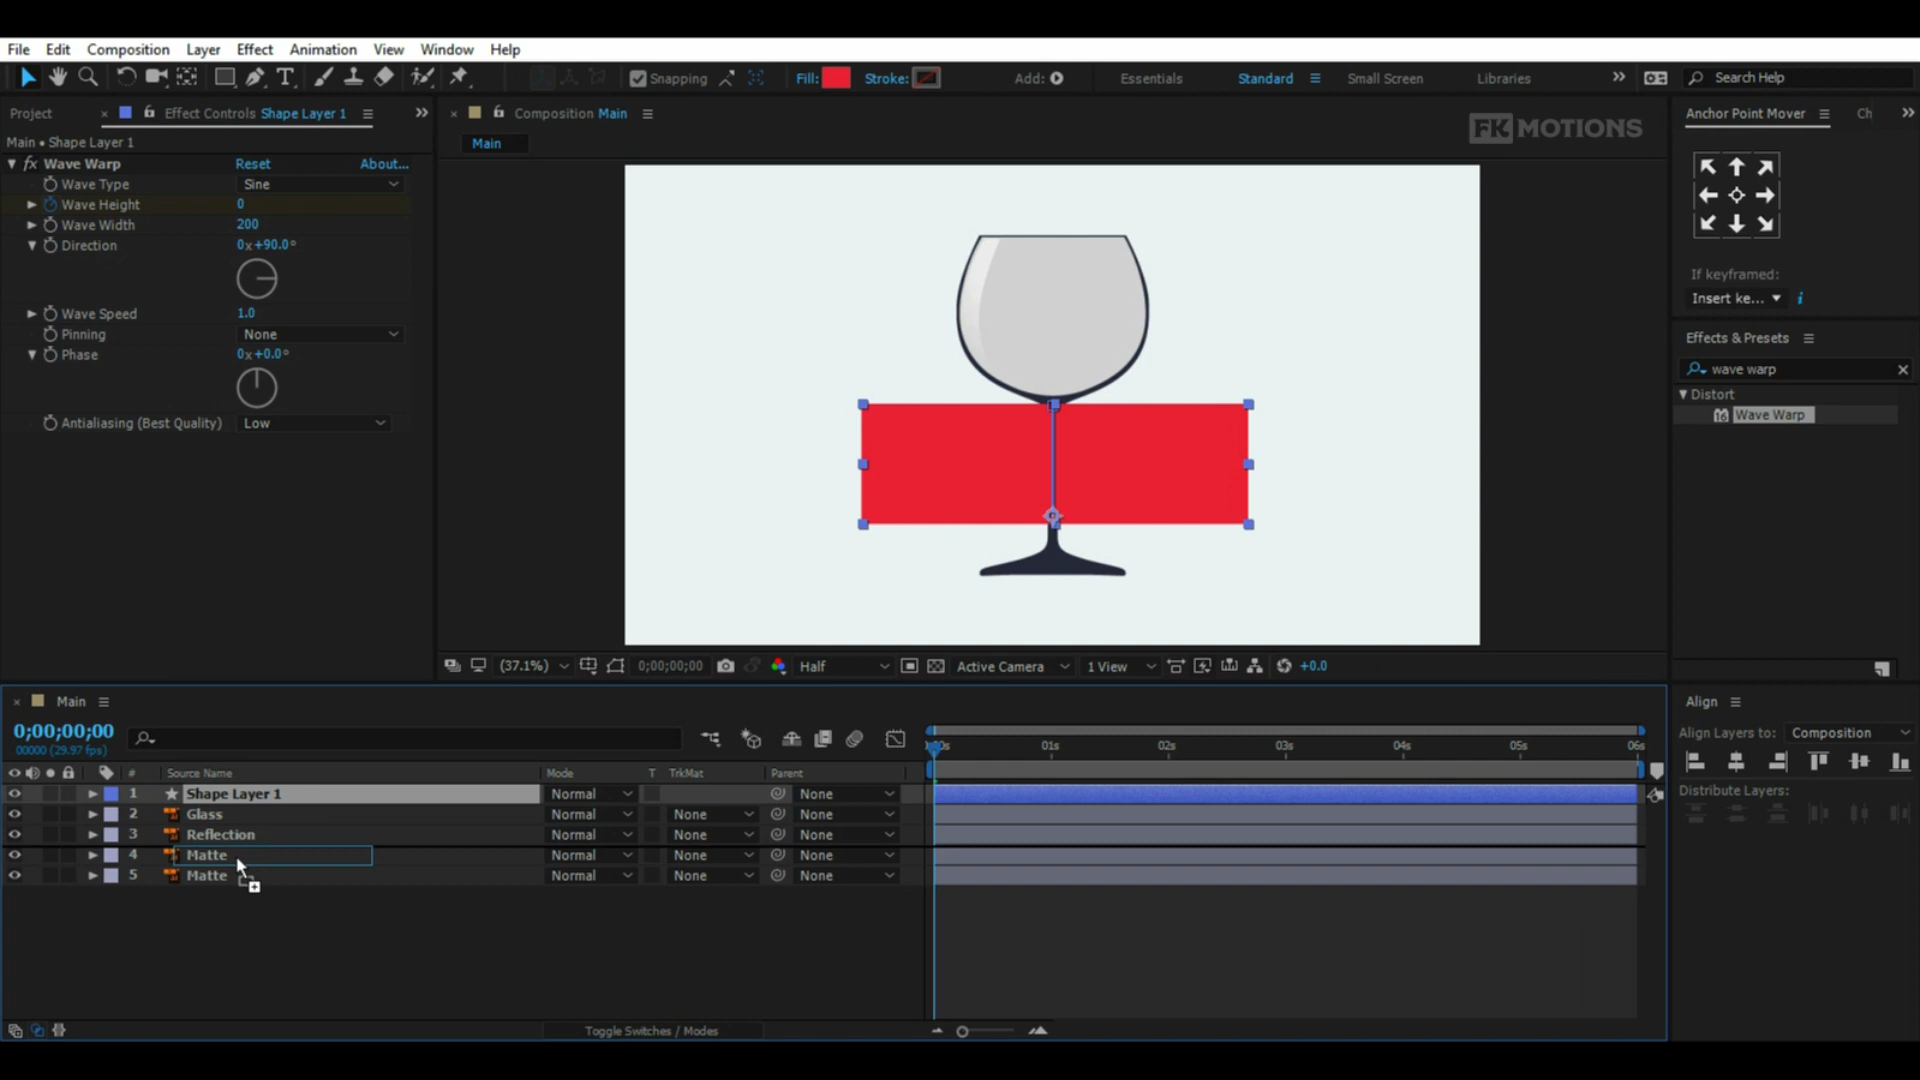 File Edit Composition Layer Effect Animation View Window Help
Snapping Fill: Stroke: Add: Essentials Standard Small Screen Libraries Search Help
Project Effect Controls Shape Layer 1 Composition Main Anchor Point Mover Ch
Main • Shape Layer 1
Main
FK MOTIONS
fx Wave Warp Reset About...
Wave Type Sine
Wave Height 0
Wave Width 200
Direction 0x+90.0°
Wave Speed 1.0
Pinning None
Phase 0x+0.0°
Antialiasing (Best Quality) Low
If keyframed:
Insert ke... i
Effects & Presets
wave warp
Distort
16 Wave Warp
(37.1%) 0;00;00;00 Half Active Camera 1 View +0.0
Main
0;00;00;00
00000 (29.97 fps)
01s 02s 03s 04s 05s 06s
# Source Name Mode T TrkMat Parent
1 Shape Layer 1 Normal None
2 Glass Normal None None
3 Reflection Normal None None
4 Matte Normal None None
5 Matte Normal None None
Toggle Switches / Modes
Align
Align Layers to: Composition
Distribute Layers: